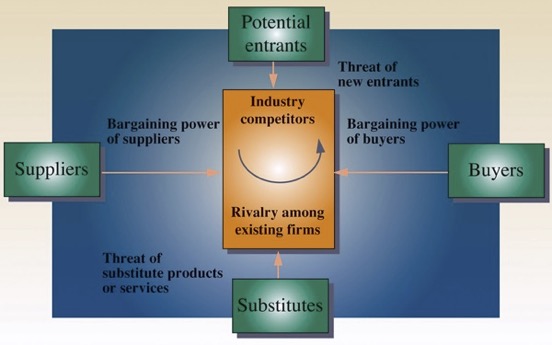 Potential
entrants
Threat of
new entrants
Industry
competitors
Bargaining power
of suppliers
Bargaining power
of buyers
Suppliers
Buyers
Rivalry among
existing firms
Threat of
substitute products
or services
Substitutes